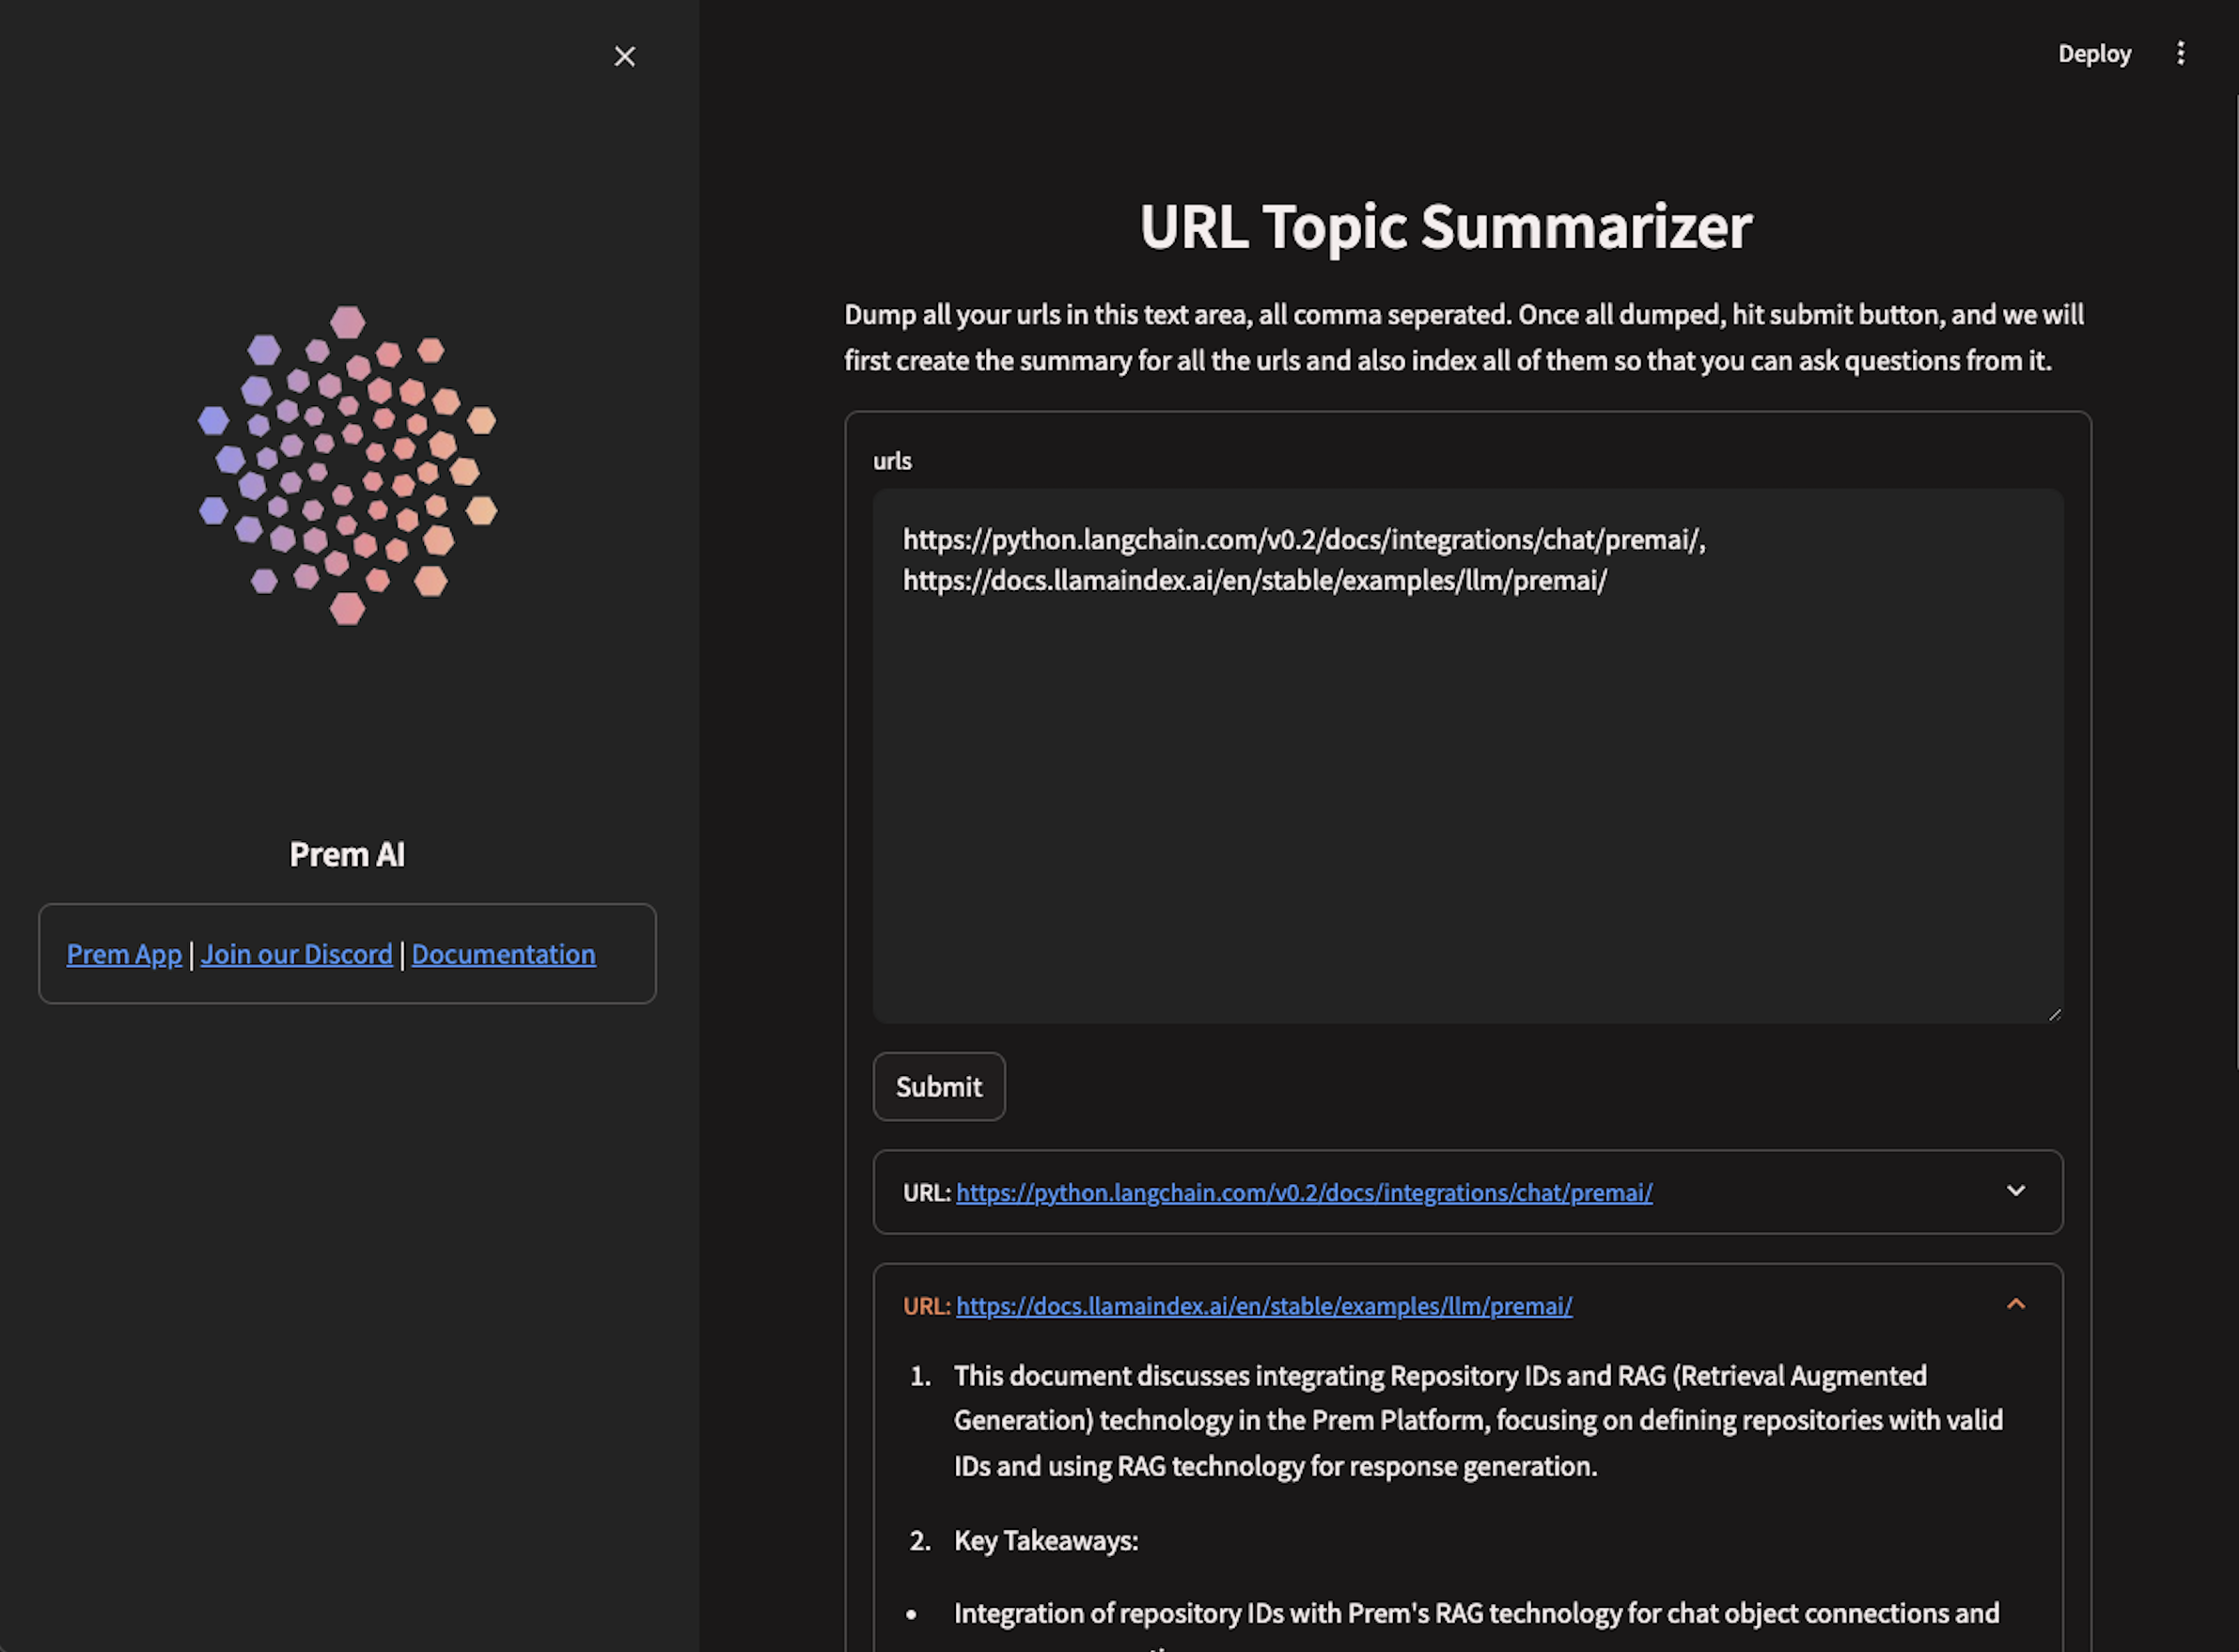 Deploy
Prem AI
Prem App | Join our Discord | Documentation
URL Topic Summarizer
Dump all your urls in this text area, all comma seperated. Once all dumped, hit submit button, and we will
first create the summary for all the urls and also index all of them so that you can ask questions from it.
urls
https://python.langchain.com/v0.2/docs/integrations/chat/premai/,
https://docs.llamaindex.ai/en/stable/examples/llm/premai/
Submit
URL: https://python.langchain.com/v0.2/docs/integrations/chat/premai/
URL: https://docs.llamaindex.ai/en/stable/examples/llm/premai/
1. This document discusses integrating Repository IDs and RAG (Retrieval Augmented
Generation) technology in the Prem Platform, focusing on defining repositories with valid
IDs and using RAG technology for response generation.
2. Key Takeaways:
• Integration of repository IDs with Prem's RAG technology for chat object connections and